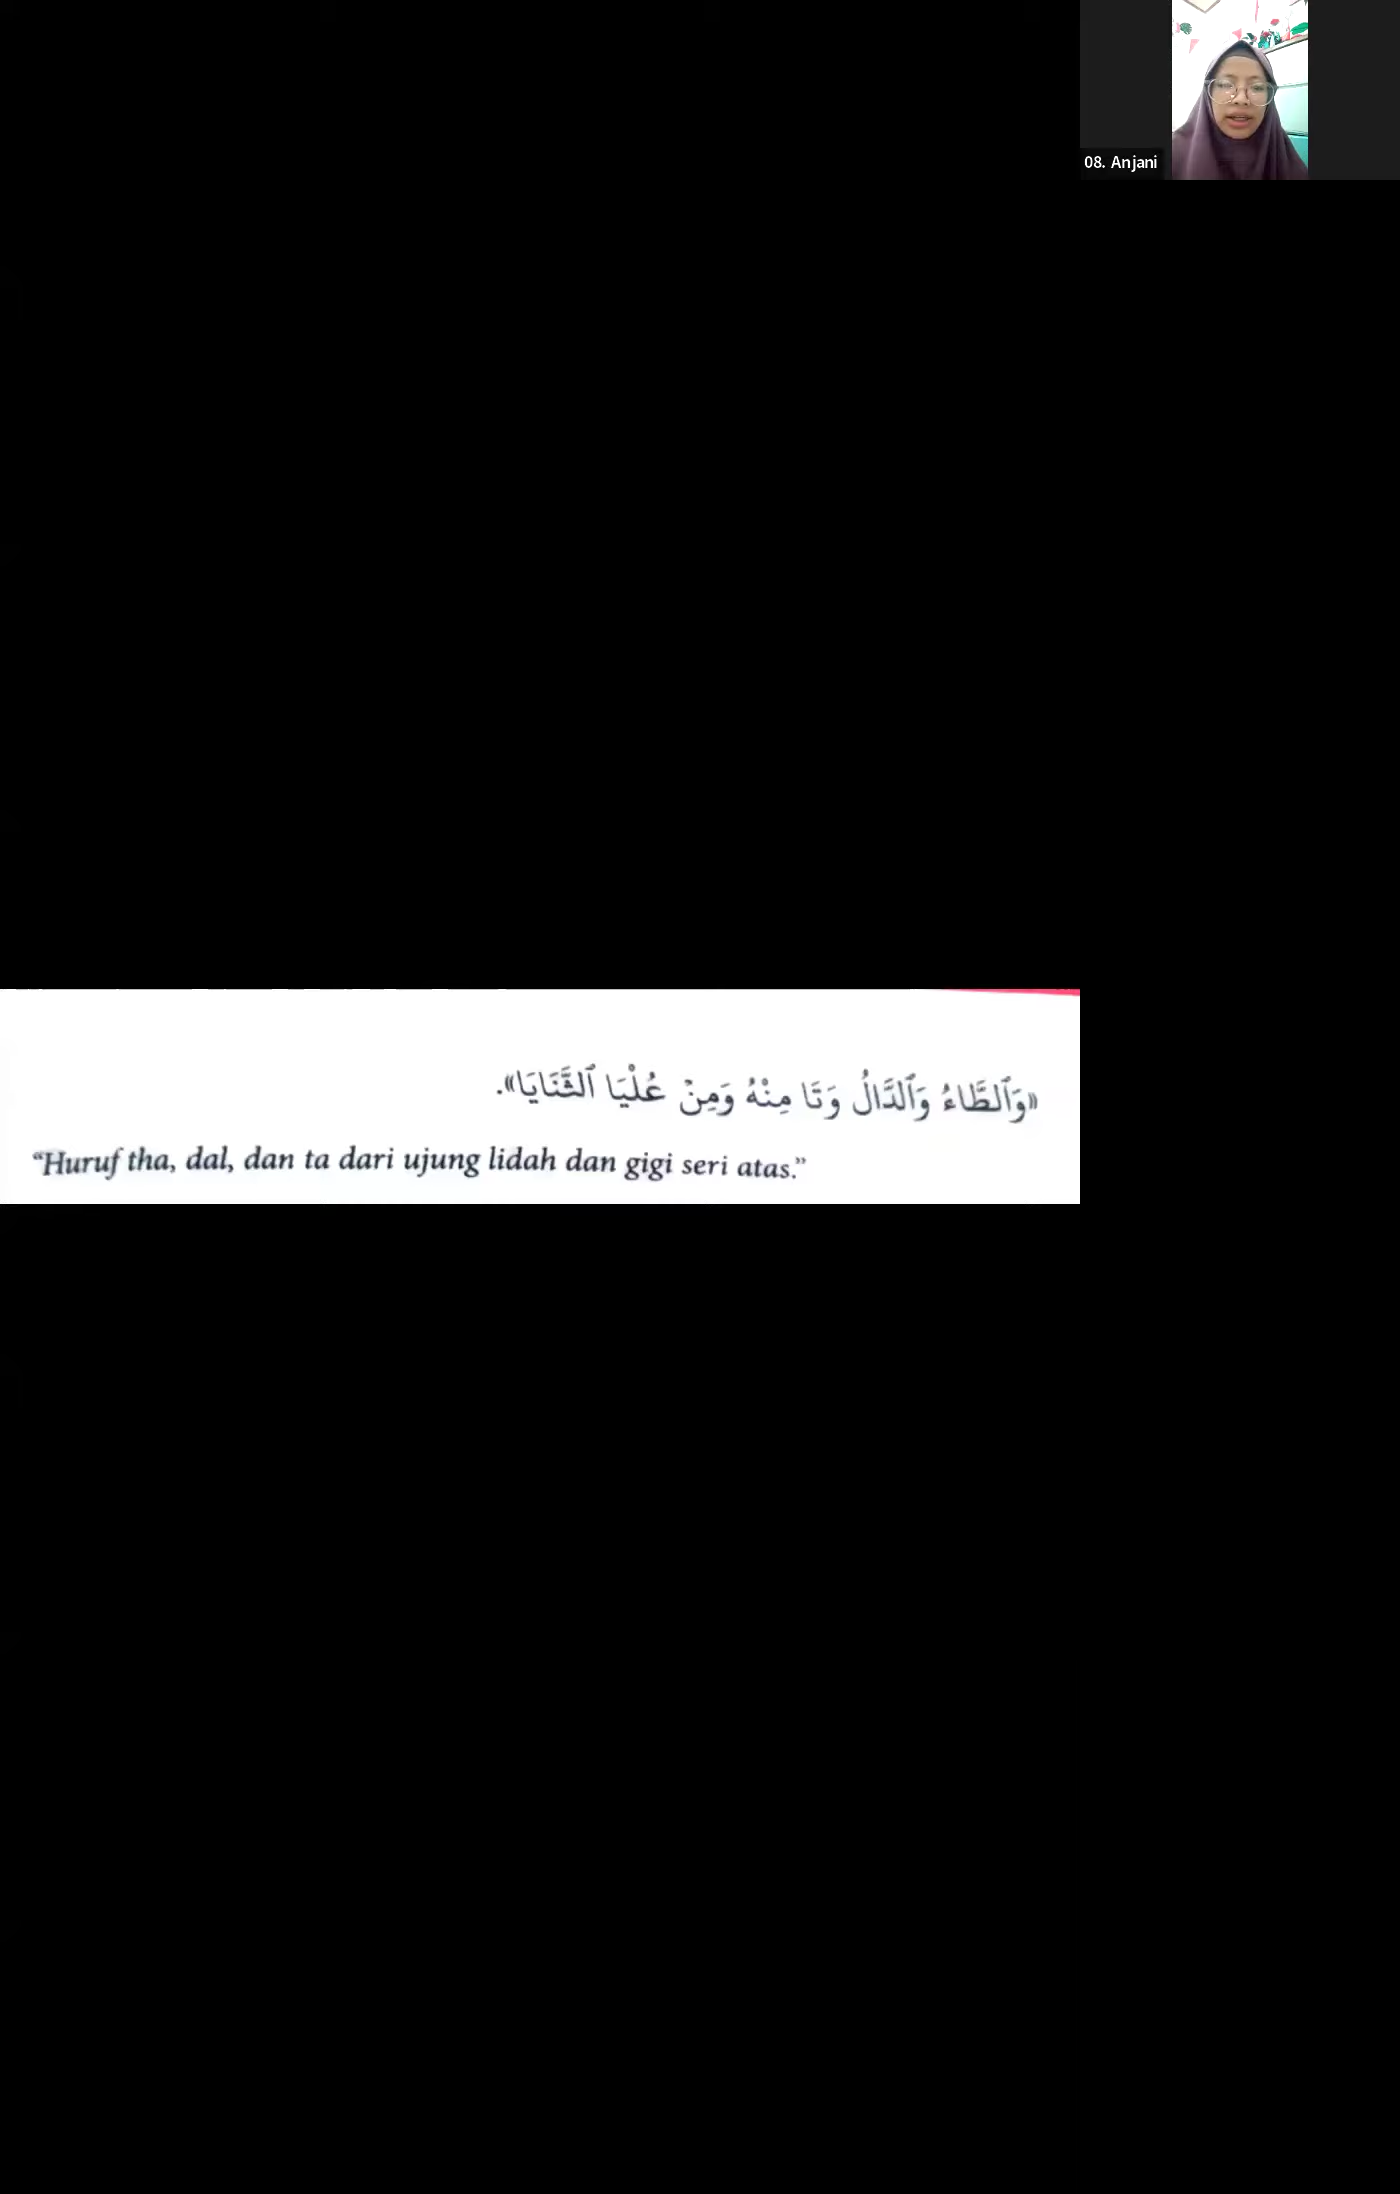 08. Anjani
«وَٱلطَّاءُ وَٱلدَّالُ وَتَا مِنْهُ وَمِنْ عُلْيَا ٱلثَّنَايَا».
“Huruf tha, dal, dan ta dari ujung lidah dan gigi seri atas.”